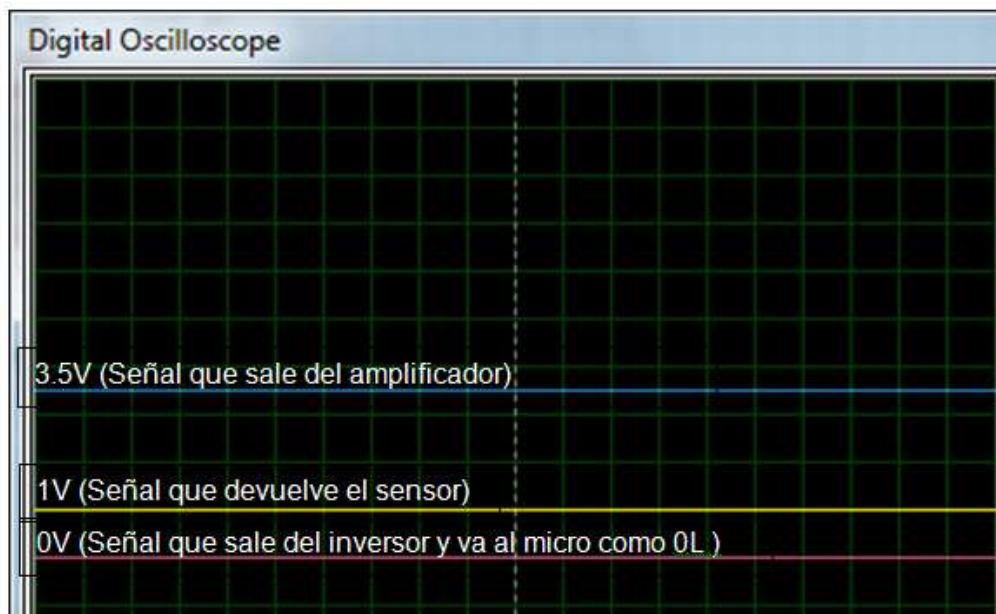 Digital Oscilloscope
3.5V (Señal que sale del amplificador)
1V (Señal que devuelve el sensor)
0V (Señal que sale del inversor y va al micro como 0L )